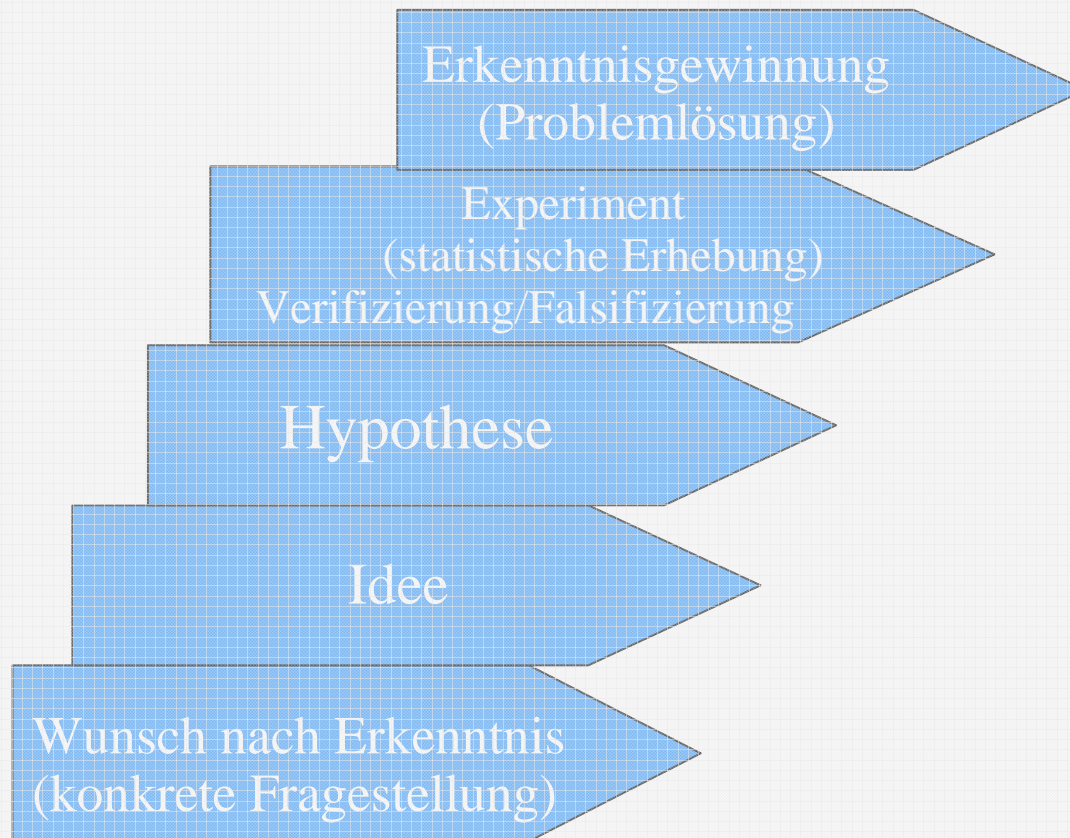 Erkenntnisgewinnung
(Problemlösung)
Experiment
(statistische Erhebung)
Verifizierung/Falsifizierung
Hypothese
Idee
Wunsch nach Erkenntnis
(konkrete Fragestellung)